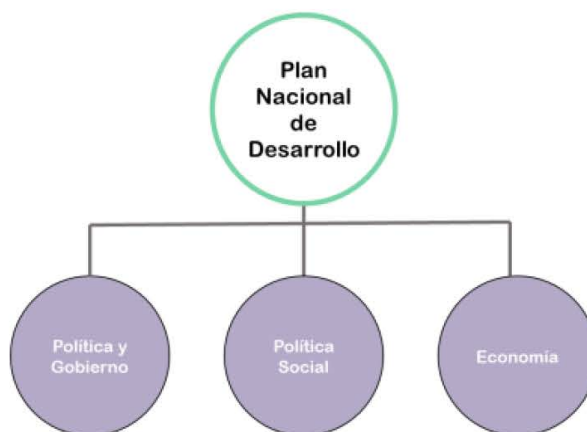 Plan
Nacional
de
Desarrollo
Política y
Gobierno
Política
Social
Economía